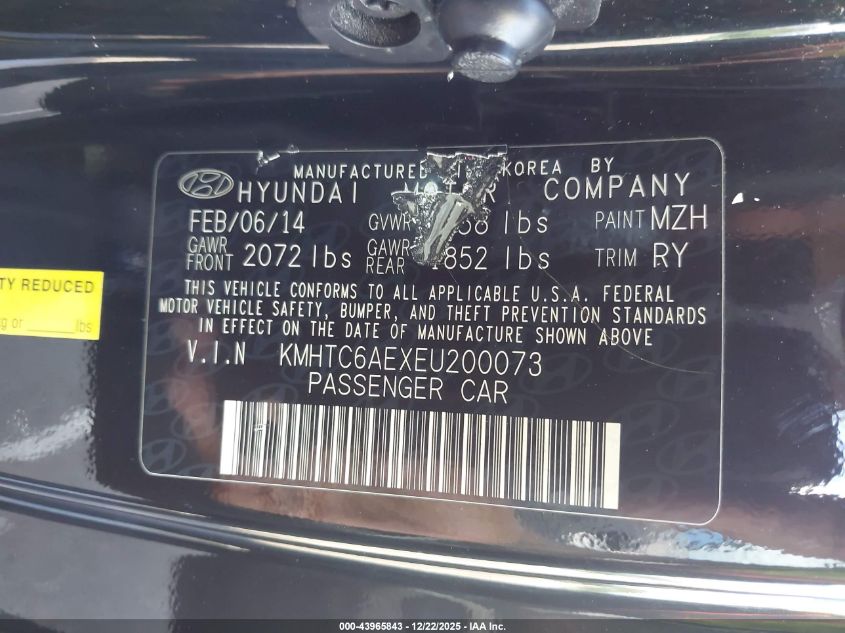 MANUFACTURED KOREA BY
HYUNDAI COMPANY
FEB/06/14 GVWR lbs PAINT MZH
GAWR FRONT 2072 lbs GAWR REAR lbs TRIM RY
THIS VEHICLE CONFORMS TO ALL APPLICABLE U.S.A. FEDERAL
MOTOR VEHICLE SAFETY, BUMPER, AND THEFT PREVENTION STANDARDS
IN EFFECT ON THE DATE OF MANUFACTURE SHOWN ABOVE
V.I.N KMHTC6AEXEU200073
PASSENGER CAR
TY REDUCED
kg or ______lbs
000-43965843 • 12/22/2025 • IAA Inc.